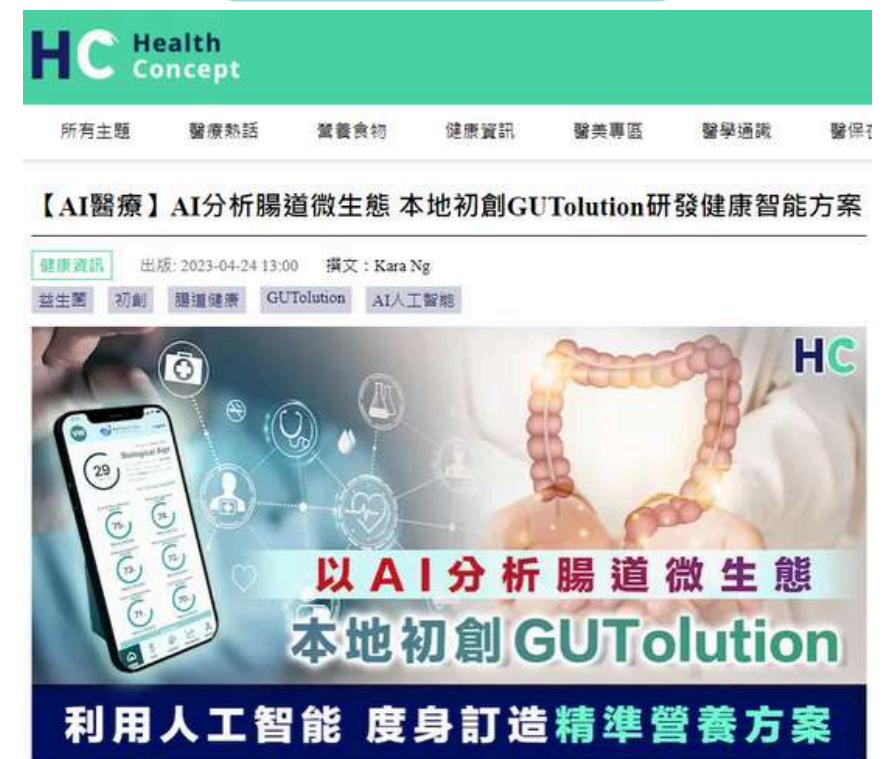 HC Health
Concept
所有主題 醫療熱話 營養食物 健康資訊 醫美專區 醫學通識 醫保
【AI醫療】AI分析腸道微生態 本地初創GUTolution研發健康智能方案
健康資訊 出版: 2023-04-24 13:00 撰文：Kara Ng
益生菌 初創 腸道健康 GUTolution AI人工智能
HC
VW
Biological Age
29
以AI分析腸道微生態
本地初創GUTolution
利用人工智能 度身訂造精準營養方案